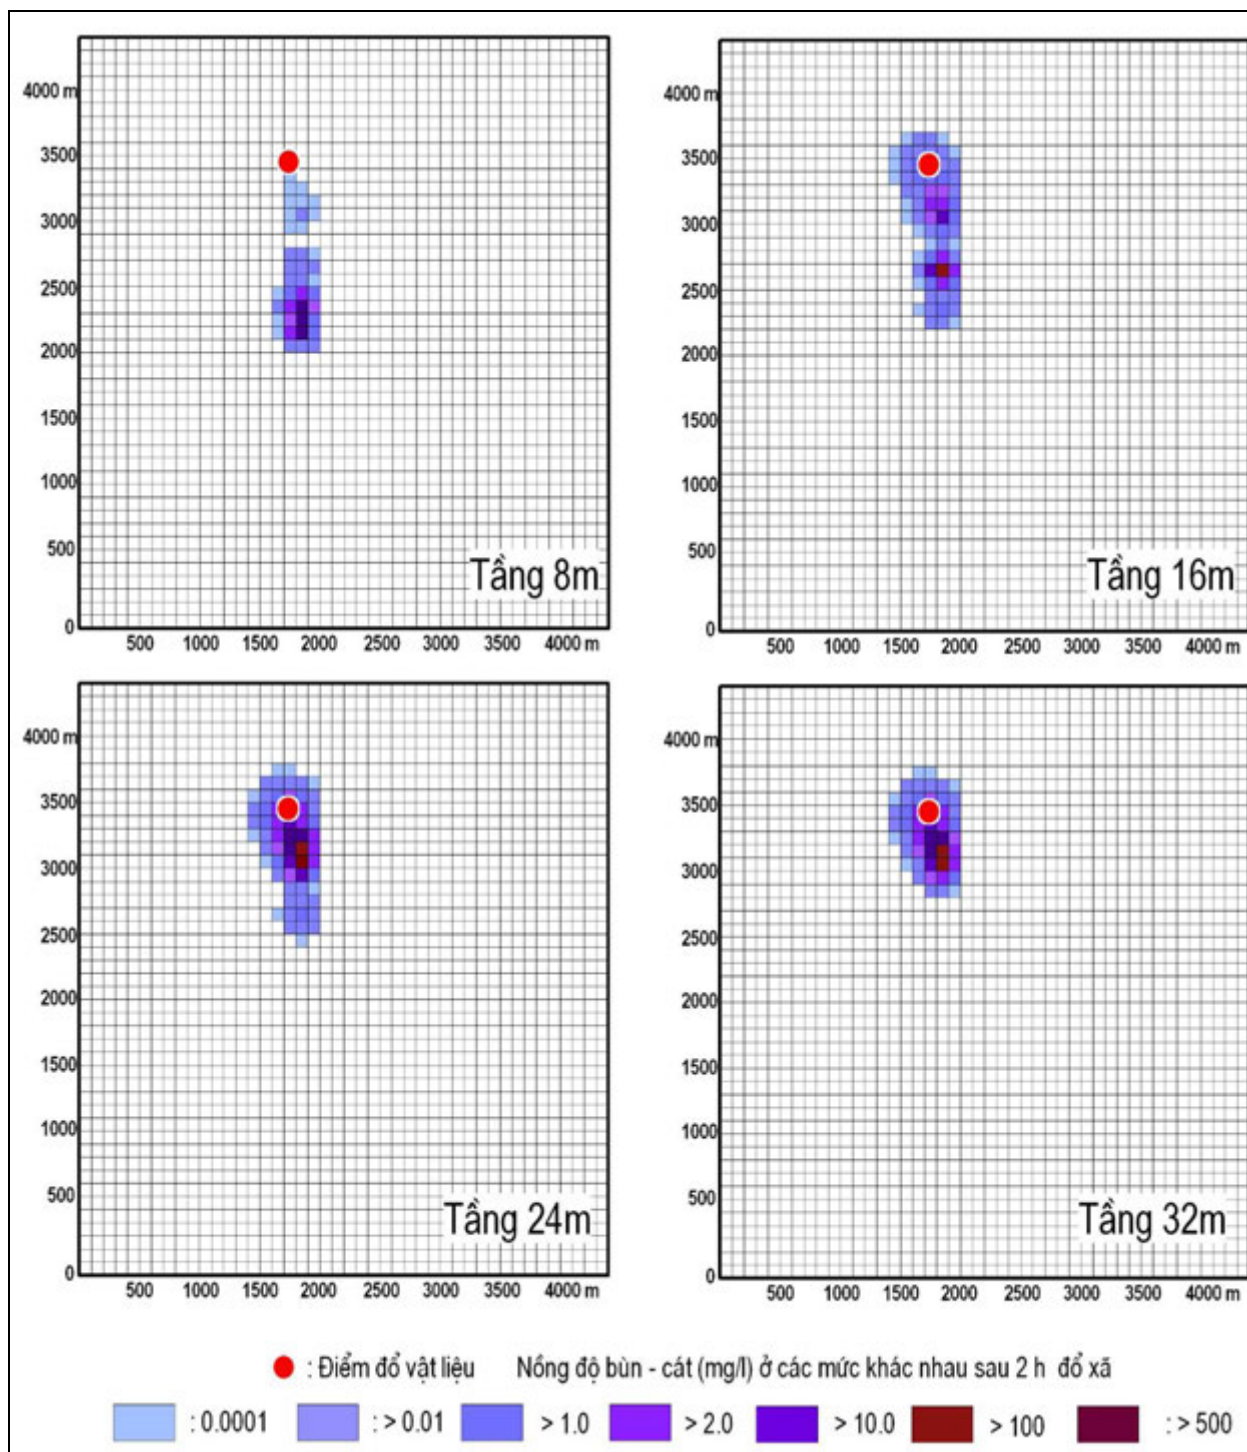 4000 m
3500
3000
2500
2000
1500
1000
500
0
500 1000 1500 2000 2500 3000 3500 4000 m
Tầng 8m
4000 m
3500
3000
2500
2000
1500
1000
500
0
500 1000 1500 2000 2500 3000 3500 4000 m
Tầng 16m
4000 m
3500
3000
2500
2000
1500
1000
500
0
500 1000 1500 2000 2500 3000 3500 4000 m
Tầng 24m
4000 m
3500
3000
2500
2000
1500
1000
500
0
500 1000 1500 2000 2500 3000 3500 4000 m
Tầng 32m
: Điểm đổ vật liệu Nồng độ bùn - cát (mg/l) ở các mức khác nhau sau 2 h đổ xã
: 0.0001 : > 0.01 > 1.0 > 2.0 > 10.0 > 100 : > 500